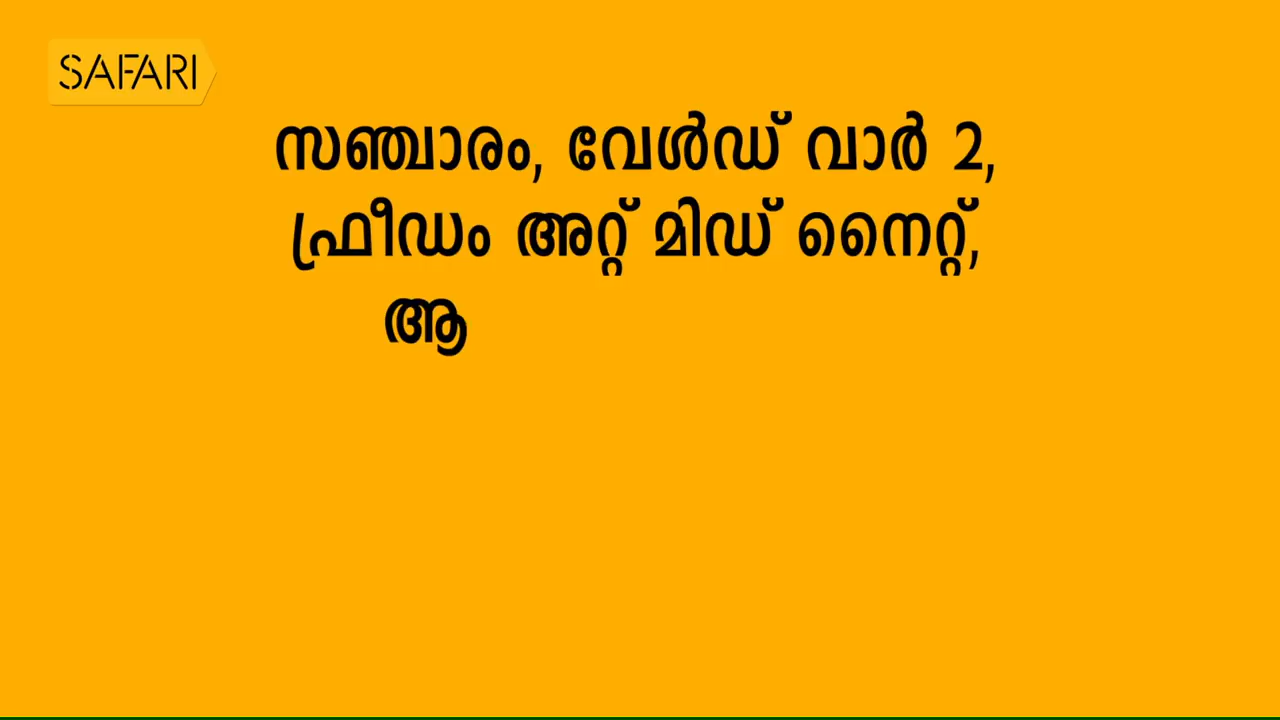 SAFARI
സഞ്ചാരം, വേൾഡ് വാർ 2,
ഫ്രീഡം അറ്റ് മിഡ് നൈറ്റ്,
ആ